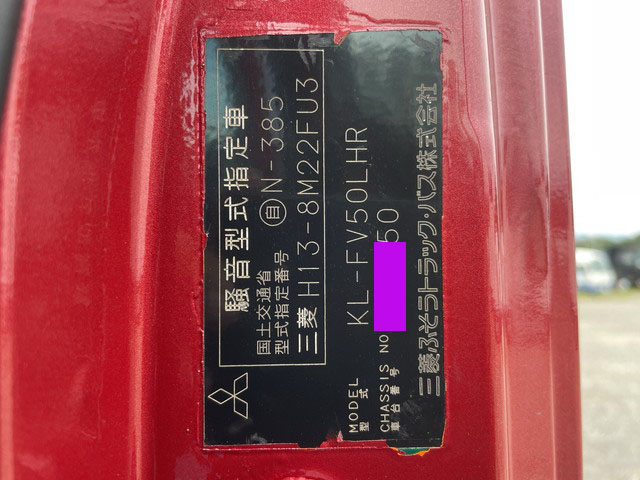 騒音型式指定車
国土交通省
型式指定番号 自 N-385
三菱 H13-8M22FU3
MODEL
型式 KL-FV50LHR
CHASSIS NO
車台番号 50
三菱ふそうトラック・バス株式会社